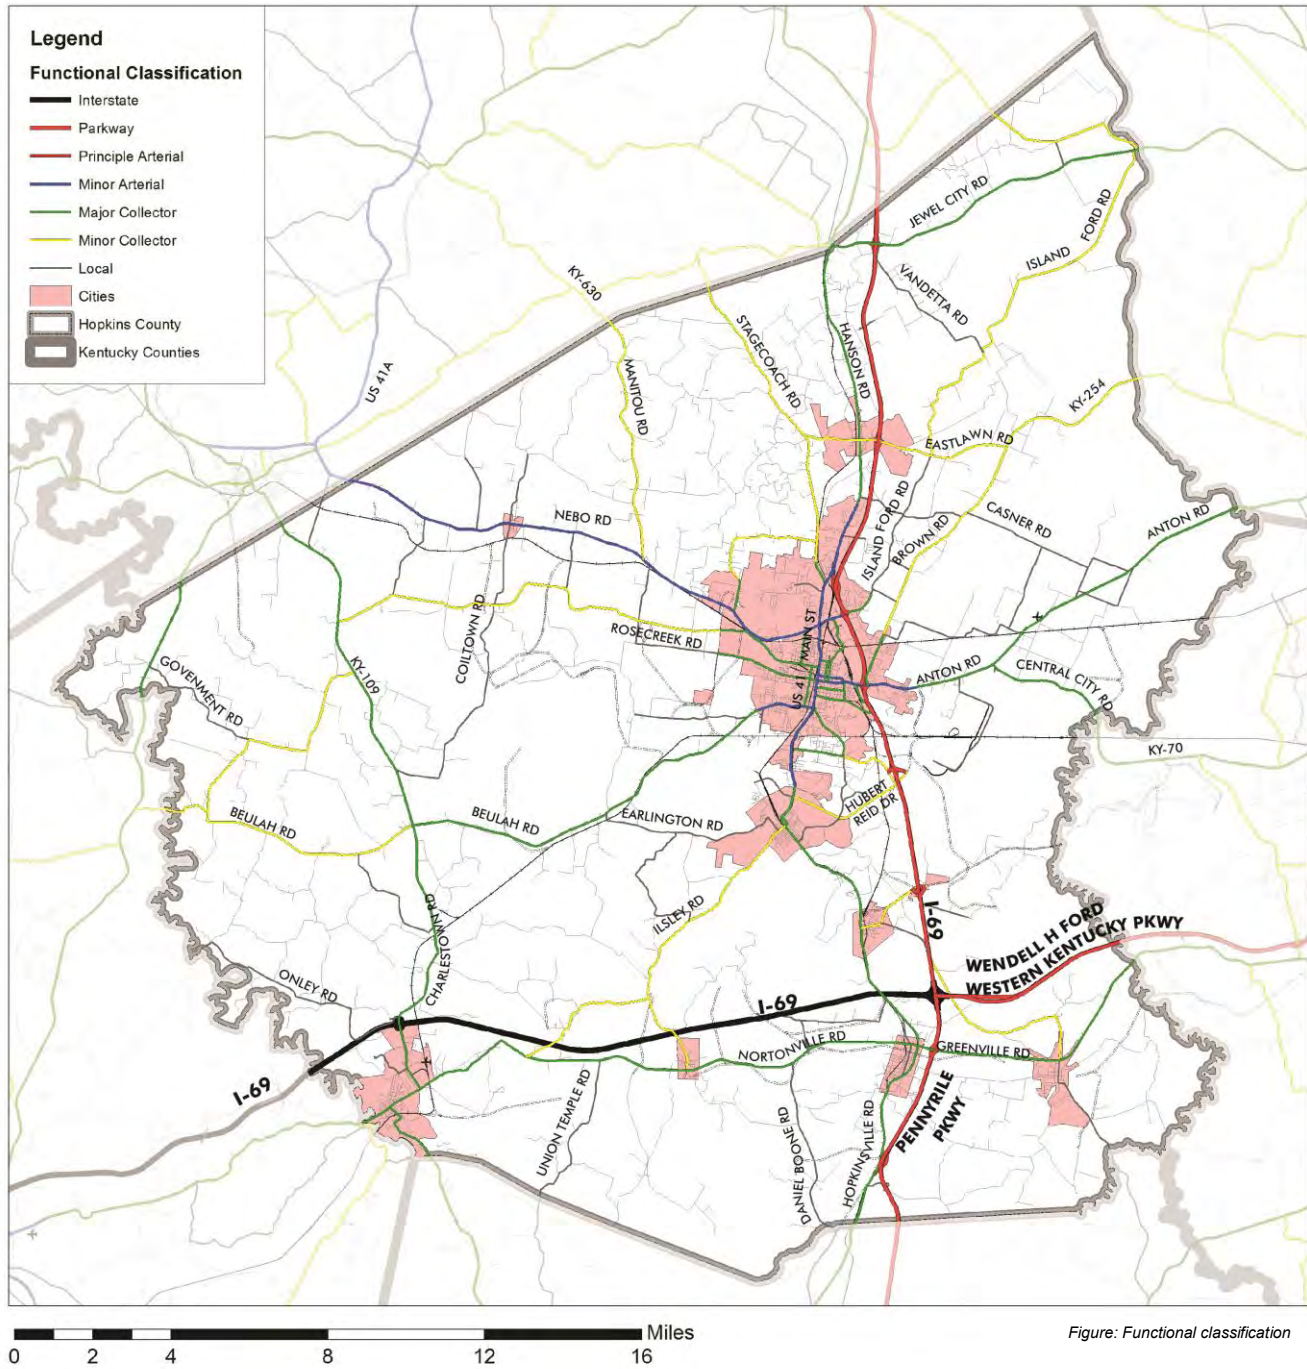 Legend
Functional Classification
Interstate
Parkway
Principle Arterial
Minor Arterial
Major Collector
Minor Collector
Local
Cities
Hopkins County
Kentucky Counties
JEWEL CITY RD
ISLAND FORD RD
VANDETTA RD
KY-630
STAGECOACH RD
HANSON RD
US 41A
MANITOU RD
KY-254
EASTLAWN RD
NEBO RD
ISLAND FORD RD
BROWN RD
CASNER RD
ANTON RD
COILTOWN RD
ROSECREEK RD
US 41 / MAIN ST
ANTON RD
CENTRAL CITY RD
GOVENMENT RD
KY-109
KY-70
BEULAH RD
BEULAH RD
EARLINGTON RD
HUBERT
REID DR
ILSLEY RD
CHARLESTOWN RD
I-69
WENDELL H FORD
WESTERN KENTUCKY PKWY
ONLEY RD
I-69
NORTONVILLE RD
GREENVILLE RD
I-69
UNION TEMPLE RD
DANIEL BOONE RD
HOPKINSVILLE RD
PENNYRILE
PKWY
Miles
0 2 4 8 12 16
Figure: Functional classification